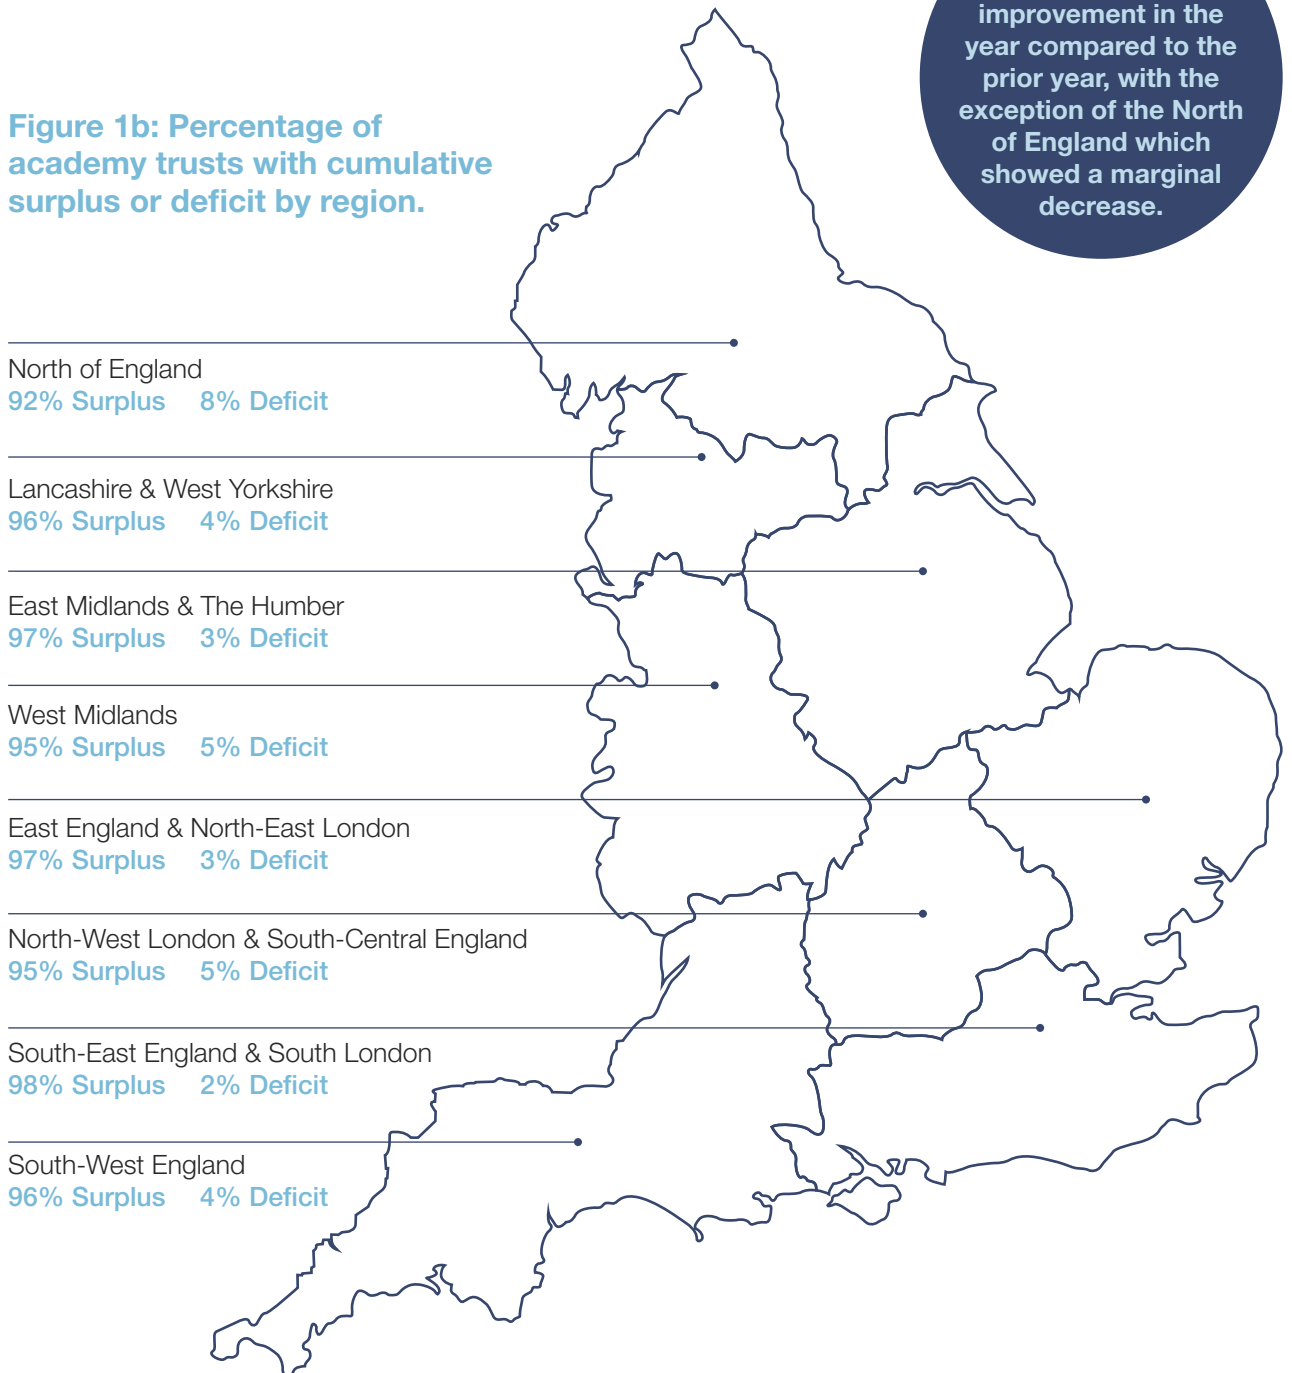 improvement in the
year compared to the
prior year, with the
exception of the North
of England which
showed a marginal
decrease.
Figure 1b: Percentage of
academy trusts with cumulative
surplus or deficit by region.
North of England
92% Surplus 8% Deficit
Lancashire & West Yorkshire
96% Surplus 4% Deficit
East Midlands & The Humber
97% Surplus 3% Deficit
West Midlands
95% Surplus 5% Deficit
East England & North-East London
97% Surplus 3% Deficit
North-West London & South-Central England
95% Surplus 5% Deficit
South-East England & South London
98% Surplus 2% Deficit
South-West England
96% Surplus 4% Deficit